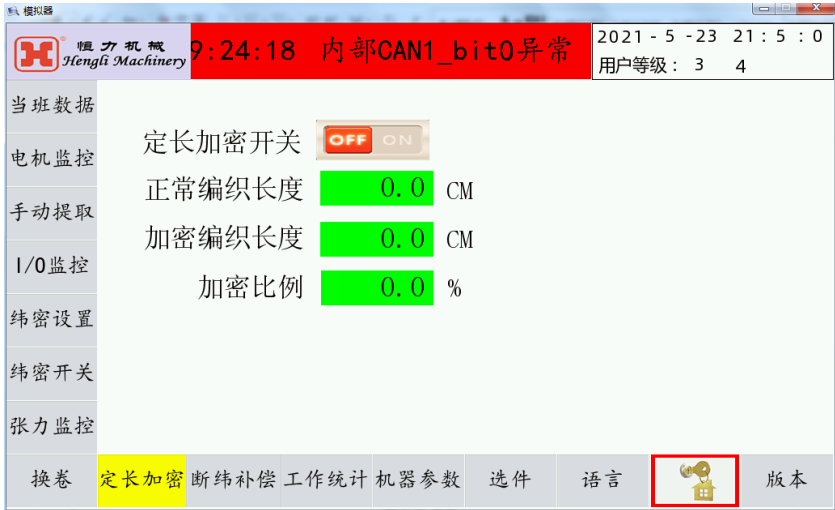 模拟器
恒力机械
Hengli Machinery
9:24:18 内部CAN1_bit0异常
2021-5-23 21:5:0
用户等级: 3 4
当班数据
电机监控
手动提取
I/O监控
纬密设置
纬密开关
张力监控
定长加密开关 OFF ON
正常编织长度 0.0 CM
加密编织长度 0.0 CM
加密比例 0.0 %
换卷 定长加密 断纬补偿 工作统计 机器参数 选件 语言 版本